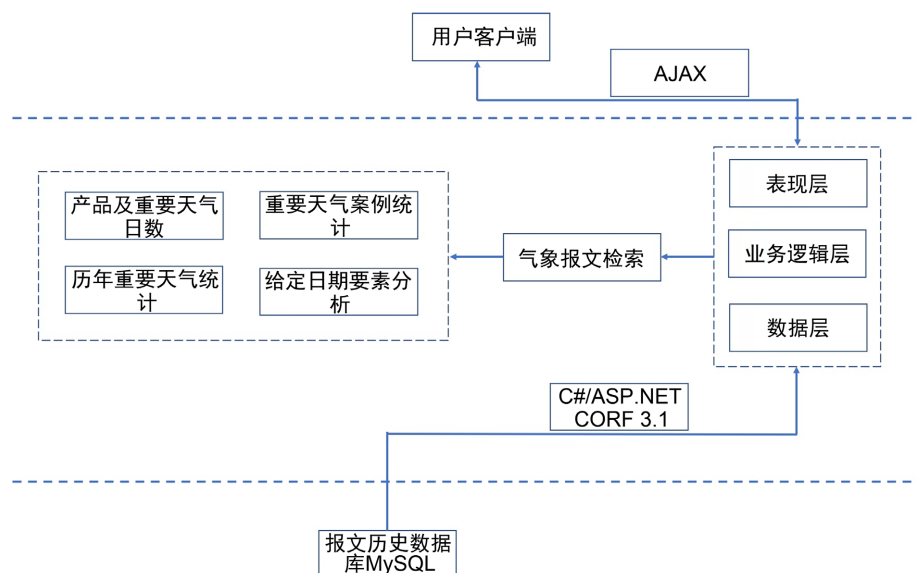 用户客户端
AJAX
表现层
产品及重要天气
日数
重要天气案例统
计
业务逻辑层
气象报文检索
历年重要天气统
计
给定日期要素分
析
数据层
C#/ASP.NET
CORF 3.1
报文历史数据
库MySQL